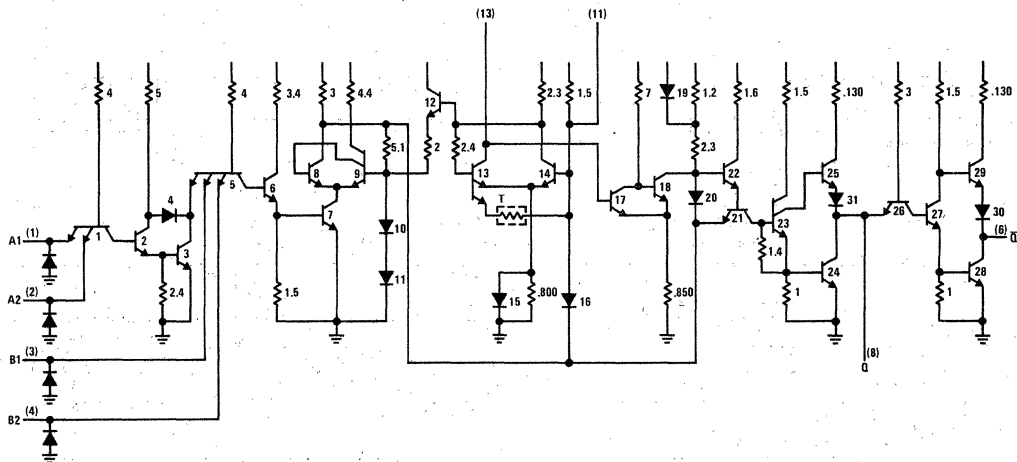 (13) (11)
4 5 4 3.4 3 4.4 12 2.3 1.5 7 19 1.2 1.6 1.5 .130 3 1.5 .130
5.1 2 2.4 2.3
4 5 8 9 13 14 17 18 22 25 29
6 T 20 31 26
A1 (1) 1 2 3 7 10 21 23 27 30
1.4 (6) Q̅
2.4 11 24 28
A2 (2) 1.5 15 .800 16 .850 1 1
B1 (3) (8)
Q
B2 (4)